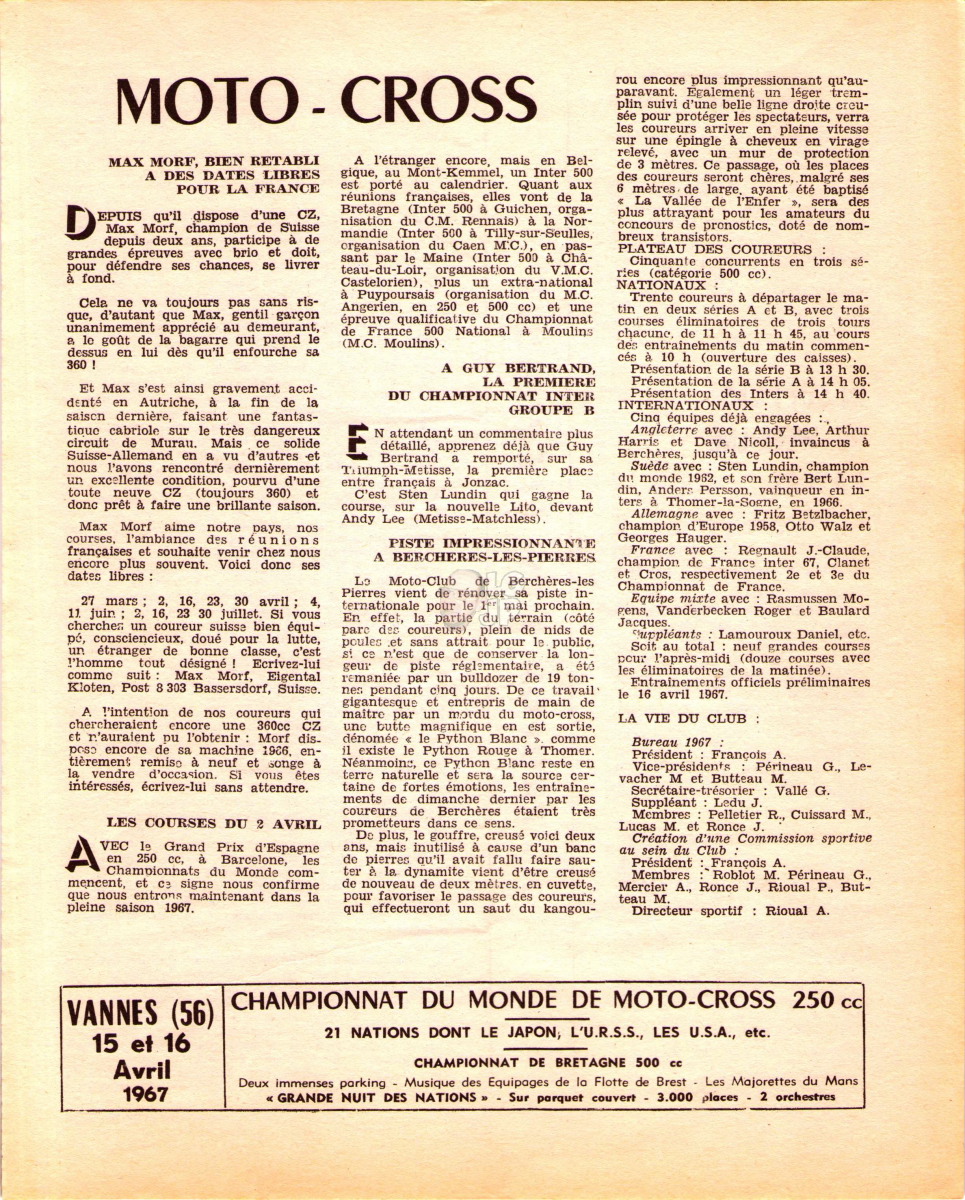 MOTO - CROSS
MAX MORF, BIEN RETABLI
A DES DATES LIBRES
POUR LA FRANCE
DEPUIS qu'il dispose d'une CZ,
Max Morf, champion de Suisse
depuis deux ans, participe à de
grandes épreuves avec brio et doit,
pour défendre ses chances, se livrer
à fond.
Cela ne va toujours pas sans ris-
que, d'autant que Max, gentil garçon
unanimement apprécié au demeurant,
a le goût de la bagarre qui prend le
dessus en lui dès qu'il enfourche sa
360 !
Et Max s'est ainsi gravement acci-
denté en Autriche, à la fin de la
saison dernière, faisant une fantas-
tique cabriole sur le très dangereux
circuit de Murau. Mais ce solide
Suisse-Allemand en a vu d'autres et
nous l'avons rencontré dernièrement
un excellente condition, pourvu d'une
toute neuve CZ (toujours 360) et
donc prêt à faire une brillante saison.
Max Morf aime notre pays, nos
courses, l'ambiance des réunions
françaises et souhaite venir chez nous
encore plus souvent. Voici donc ses
dates libres :
27 mars ; 2, 16, 23, 30 avril ; 4,
11 juin ; 2, 16, 23 30 juillet. Si vous
cherchez un coureur suisse bien équi-
pé, consciencieux, doué pour la lutte,
un étranger de bonne classe, c'est
l'homme tout désigné ! Ecrivez-lui
comme suit : Max Morf, Eigental
Kloten, Post 8 303 Bassersdorf, Suisse.
A l'intention de nos coureurs qui
chercheraient encore une 360cc CZ
et n'auraient pu l'obtenir : Morf dis-
pose encore de sa machine 1966, en-
tièrement remise à neuf et songe à
la vendre d'occasion. Si vous êtes
intéressés, écrivez-lui sans attendre.
LES COURSES DU 2 AVRIL
AVEC le Grand Prix d'Espagne
en 250 cc, à Barcelone, les
Championnats du Monde com-
mencent, et ce signe nous confirme
que nous entrons maintenant dans la
pleine saison 1967.
A l'étranger encore, mais en Bel-
gique, au Mont-Kemmel, un Inter 500
est porté au calendrier. Quant aux
réunions françaises, elles vont de la
Bretagne (Inter 500 à Guichen, orga-
nisation du C.M. Rennais) à la Nor-
mandie (Inter 500 à Tilly-sur-Seulles,
organisation du Caen M.C.), en pas-
sant par le Maine (Inter 500 à Châ-
teau-du-Loir, organisation du V.M.C.
Castelorien), plus un extra-national
à Puypoursais (organisation du M.C.
Angerien, en 250 et 500 cc) et une
épreuve qualificative du Championnat
de France 500 National à Moulins
(M.C. Moulins).
A GUY BERTRAND,
LA PREMIERE
DU CHAMPIONNAT INTER
GROUPE B
EN attendant un commentaire plus
détaillé, apprenez déjà que Guy
Bertrand a remporté, sur sa
Triumph-Metisse, la première place
entre français à Jonzac.
C'est Sten Lundin qui gagne la
course, sur la nouvelle Lito, devant
Andy Lee (Metisse-Matchless).
PISTE IMPRESSIONNANTE
A BERCHERES-LES-PIERRES
Le Moto-Club de Berchères-les
Pierres vient de rénover sa piste in-
ternationale pour le 1er mai prochain.
En effet, la partie du terrain (côté
parc des coureurs), plein de nids de
poules et sans attrait pour le public,
si ce n'est que de conserver la lon-
geur de piste réglementaire, a été
remaniée par un bulldozer de 19 ton-
nes pendant cinq jours. De ce travail
gigantesque et entrepris de main de
maître par un mordu du moto-cross,
une butte magnifique en est sortie,
dénomée « le Python Blanc ». comme
il existe le Python Rouge à Thomer.
Néanmoins, ce Python Blanc reste en
terre naturelle et sera la source cer-
taine de fortes émotions, les entraîne-
ments de dimanche dernier par les
coureurs de Berchères étaient très
prometteurs dans ce sens.
De plus, le gouffre, creusé voici deux
ans, mais inutilisé à cause d'un banc
de pierres qu'il avait fallu faire sau-
ter à la dynamite vient d'être creusé
de nouveau de deux mètres. en cuvette,
pour favoriser le passage des coureurs,
qui effectueront un saut du kangou-
rou encore plus impressionnant qu'au-
paravant. Egalement un léger trem-
plin suivi d'une belle ligne droite creu-
sée pour protéger les spectateurs, verra
les coureurs arriver en pleine vitesse
sur une épingle à cheveux en virage
relevé, avec un mur de protection
de 3 mètres. Ce passage, où les places
des coureurs seront chères, malgré ses
6 mètres de large, ayant été baptisé
« La Vallée de l'Enfer », sera des
plus attrayant pour les amateurs du
concours de pronostics, doté de nom-
breux transistors.
PLATEAU DES COUREURS :
Cinquante concurrents en trois sé-
ries (catégorie 500 cc).
NATIONAUX :
Trente coureurs à départager le ma-
tin en deux séries A et B, avec trois
courses éliminatoires de trois tours
chacune, de 11 h à 11 h 45, au cours
des entraînements du matin commen-
cés à 10 h (ouverture des caisses).
Présentation de la série B à 13 h 30.
Présentation de la série A à 14 h 05.
Présentation des Inters à 14 h 40.
INTERNATIONAUX :
Cinq équipes déjà engagées :
Angleterre avec : Andy Lee, Arthur
Harris et Dave Nicoll, invaincus à
Berchères, jusqu'à ce jour.
Suède avec : Sten Lundin, champion
du monde 1962, et son frère Bert Lun-
din, Anders Persson, vainqueur en in-
ters à Thomer-la-Sogne, en 1966.
Allemagne avec : Fritz Betzlbacher,
champion d'Europe 1958, Otto Walz et
Georges Hauger.
France avec : Regnault J.-Claude,
champion de France inter 67, Clanet
et Cros, respectivement 2e et 3e du
Championnat de France.
Equipe mixte avec : Rasmussen Mo-
gens, Vanderbecken Roger et Baulard
Jacques.
Suppléants : Lamouroux Daniel, etc.
Soit au total : neuf grandes courses
pour l'après-midi (douze courses avec
les éliminatoires de la matinée).
Entraînements officiels préliminaires
le 16 avril 1967.
LA VIE DU CLUB :
Bureau 1967 :
Président : François A.
Vice-présidents : Périneau G., Le-
vacher M et Butteau M.
Secrétaire-trésorier : Vallé G.
Suppléant : Ledu J.
Membres : Pelletier R., Cuissard M.,
Lucas M. et Ronce J.
Création d'une Commission sportive
au sein du Club :
Président : François A.
Membres : Roblot M. Périneau G.,
Mercier A., Ronce J., Rioual P., But-
teau M.
Directeur sportif : Rioual A.
VANNES (56)
15 et 16
Avril
1967
CHAMPIONNAT DU MONDE DE MOTO-CROSS 250 cc
21 NATIONS DONT LE JAPON, L'U.R.S.S., LES U.S.A., etc.
CHAMPIONNAT DE BRETAGNE 500 cc
Deux immenses parking - Musique des Equipages de la Flotte de Brest - Les Majorettes du Mans
« GRANDE NUIT DES NATIONS » - Sur parquet couvert - 3.000 places - 2 orchestres